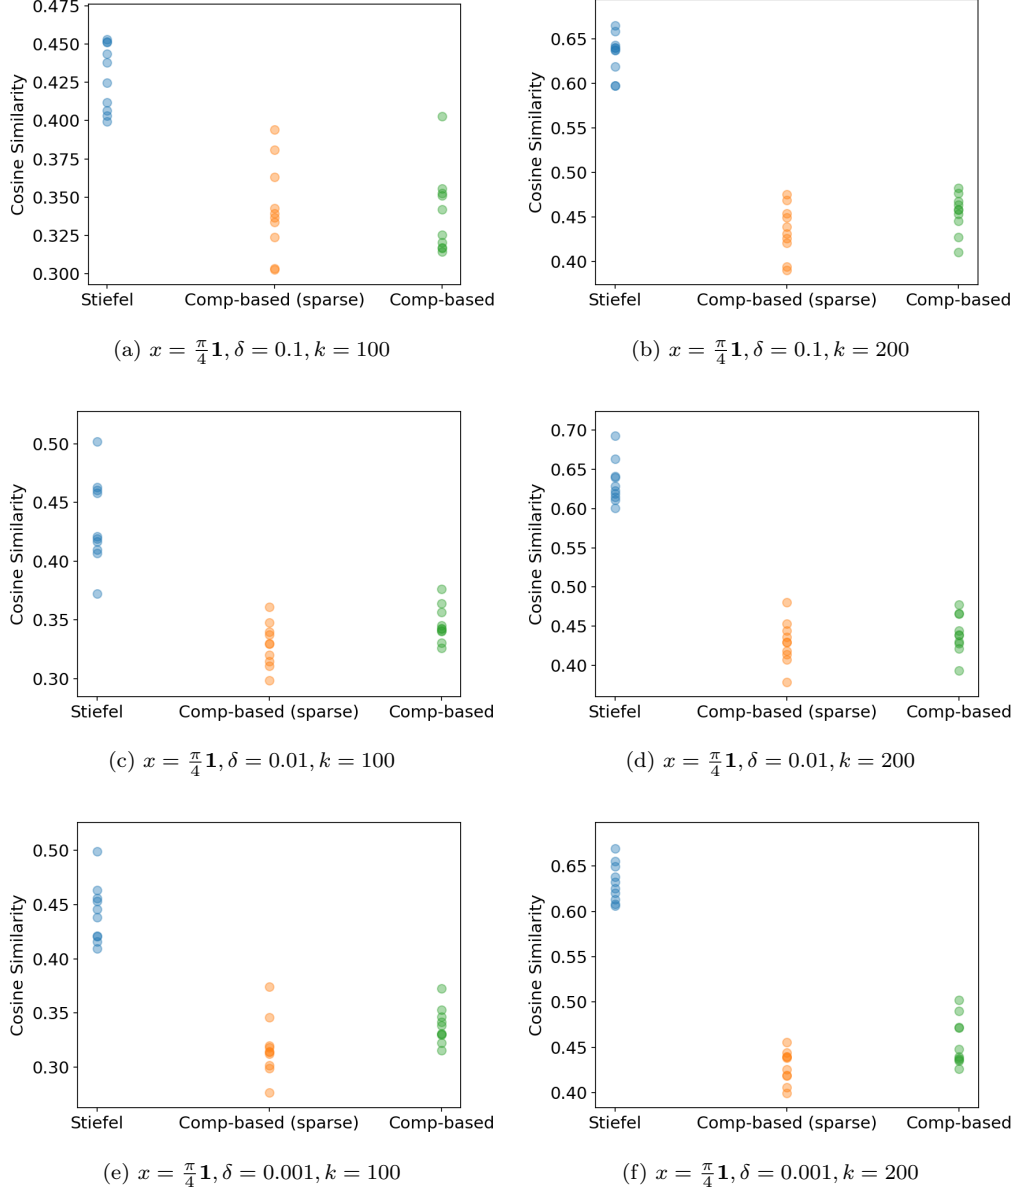 0.475
0.450
0.425
0.400
0.375
0.350
0.325
0.300
Cosine Similarity
Stiefel Comp-based (sparse) Comp-based
(a) x = π/4 1, δ = 0.1, k = 100
0.65
0.60
0.55
0.50
0.45
0.40
Cosine Similarity
Stiefel Comp-based (sparse) Comp-based
(b) x = π/4 1, δ = 0.1, k = 200
0.50
0.45
0.40
0.35
0.30
Cosine Similarity
Stiefel Comp-based (sparse) Comp-based
(c) x = π/4 1, δ = 0.01, k = 100
0.70
0.65
0.60
0.55
0.50
0.45
0.40
Cosine Similarity
Stiefel Comp-based (sparse) Comp-based
(d) x = π/4 1, δ = 0.01, k = 200
0.50
0.45
0.40
0.35
0.30
Cosine Similarity
Stiefel Comp-based (sparse) Comp-based
(e) x = π/4 1, δ = 0.001, k = 100
0.65
0.60
0.55
0.50
0.45
0.40
Cosine Similarity
Stiefel Comp-based (sparse) Comp-based
(f) x = π/4 1, δ = 0.001, k = 200